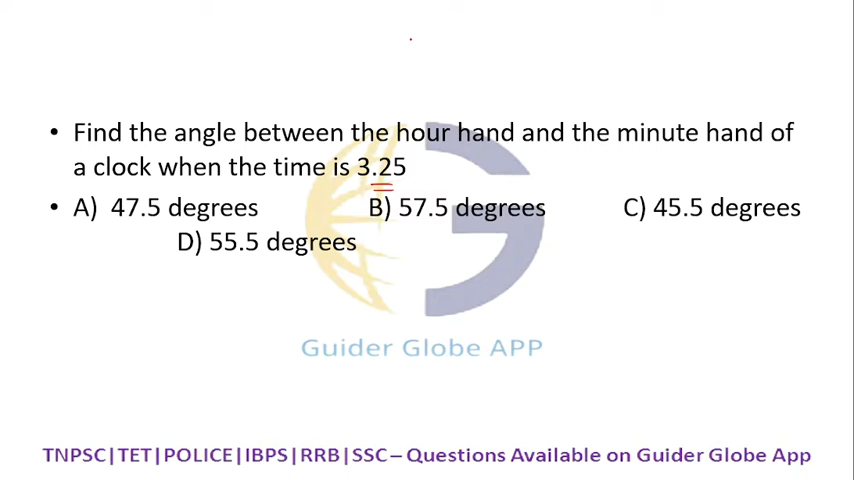 • Find the angle between the hour hand and the minute hand of
a clock when the time is 3.25
• A) 47.5 degrees B) 57.5 degrees C) 45.5 degrees
D) 55.5 degrees
Guider Globe APP
TNPSC|TET|POLICE|IBPS|RRB|SSC – Questions Available on Guider Globe App